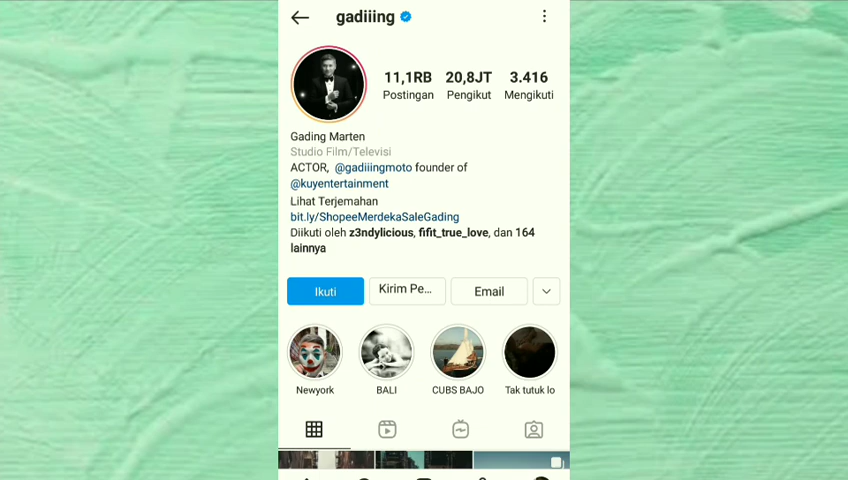 gadiiing
11,1RB 20,8JT 3.416
Postingan Pengikut Mengikuti
Gading Marten
Studio Film/Televisi
ACTOR, @gadiiingmoto founder of
@kuyentertainment
Lihat Terjemahan
bit.ly/ShopeeMerdekaSaleGading
Diikuti oleh z3ndylicious, fifit_true_love, dan 164
lainnya
Ikuti Kirim Pe... Email
Newyork BALI CUBS BAJO Tak tutuk lo